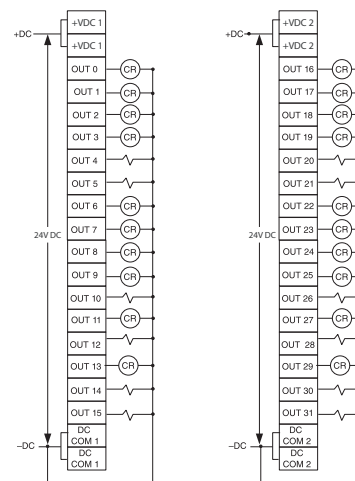 +VDC 1
+DC
+VDC 1
OUT 0 CR
OUT 1 CR
OUT 2 CR
OUT 3 CR
OUT 4
OUT 5
OUT 6 CR
OUT 7 CR
24V DC
OUT 8 CR
OUT 9 CR
OUT 10
OUT 11 CR
OUT 12
OUT 13 CR
OUT 14
OUT 15
DC
COM 1
–DC
DC
COM 1
+VDC 2
+DC
+VDC 2
OUT 16 CR
OUT 17 CR
OUT 18 CR
OUT 19 CR
OUT 20
OUT 21
OUT 22 CR
OUT 23 CR
24V DC
OUT 24 CR
OUT 25 CR
OUT 26
OUT 27 CR
OUT 28
OUT 29 CR
OUT 30
OUT 31
DC
COM 2
–DC
DC
COM 2